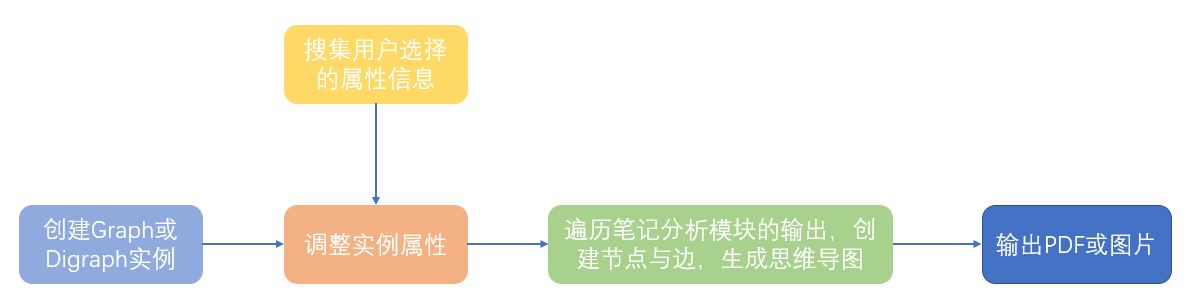 搜集用户选择
的属性信息
创建Graph或
Digraph实例
调整实例属性
遍历笔记分析模块的输出，创
建节点与边，生成思维导图
输出PDF或图片